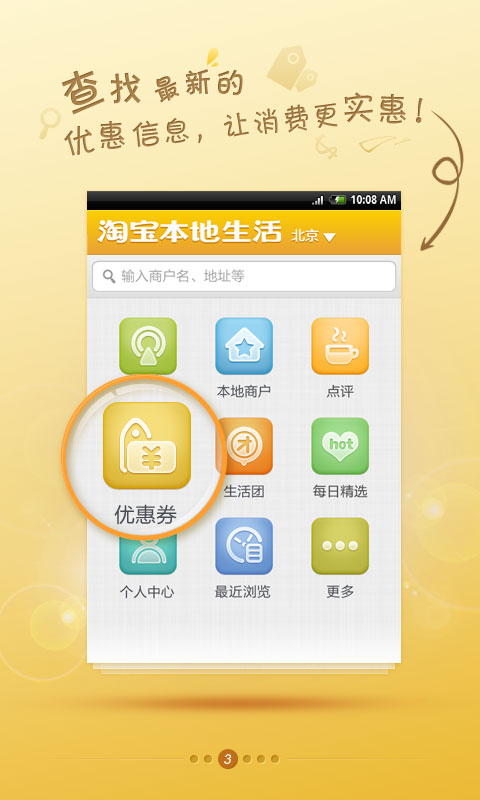 查找 最新的
优惠信息，让消费更实惠！
10:08 AM
淘宝本地生活 北京
输入商户名、地址等
本地商户 点评
团 hot
¥
生活团 每日精选
优惠券
个人中心 最近浏览 更多
3